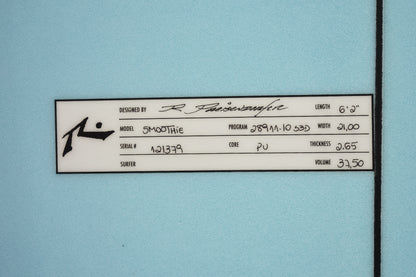 DESIGNED BY R. LENGTH 6'2"
MODEL SMOOTHIE PROGRAM 28911-10 53D WIDTH 21,00
SERIAL# 121379 CORE PU THICKNESS 2.65
SURFER VOLUME 37,50